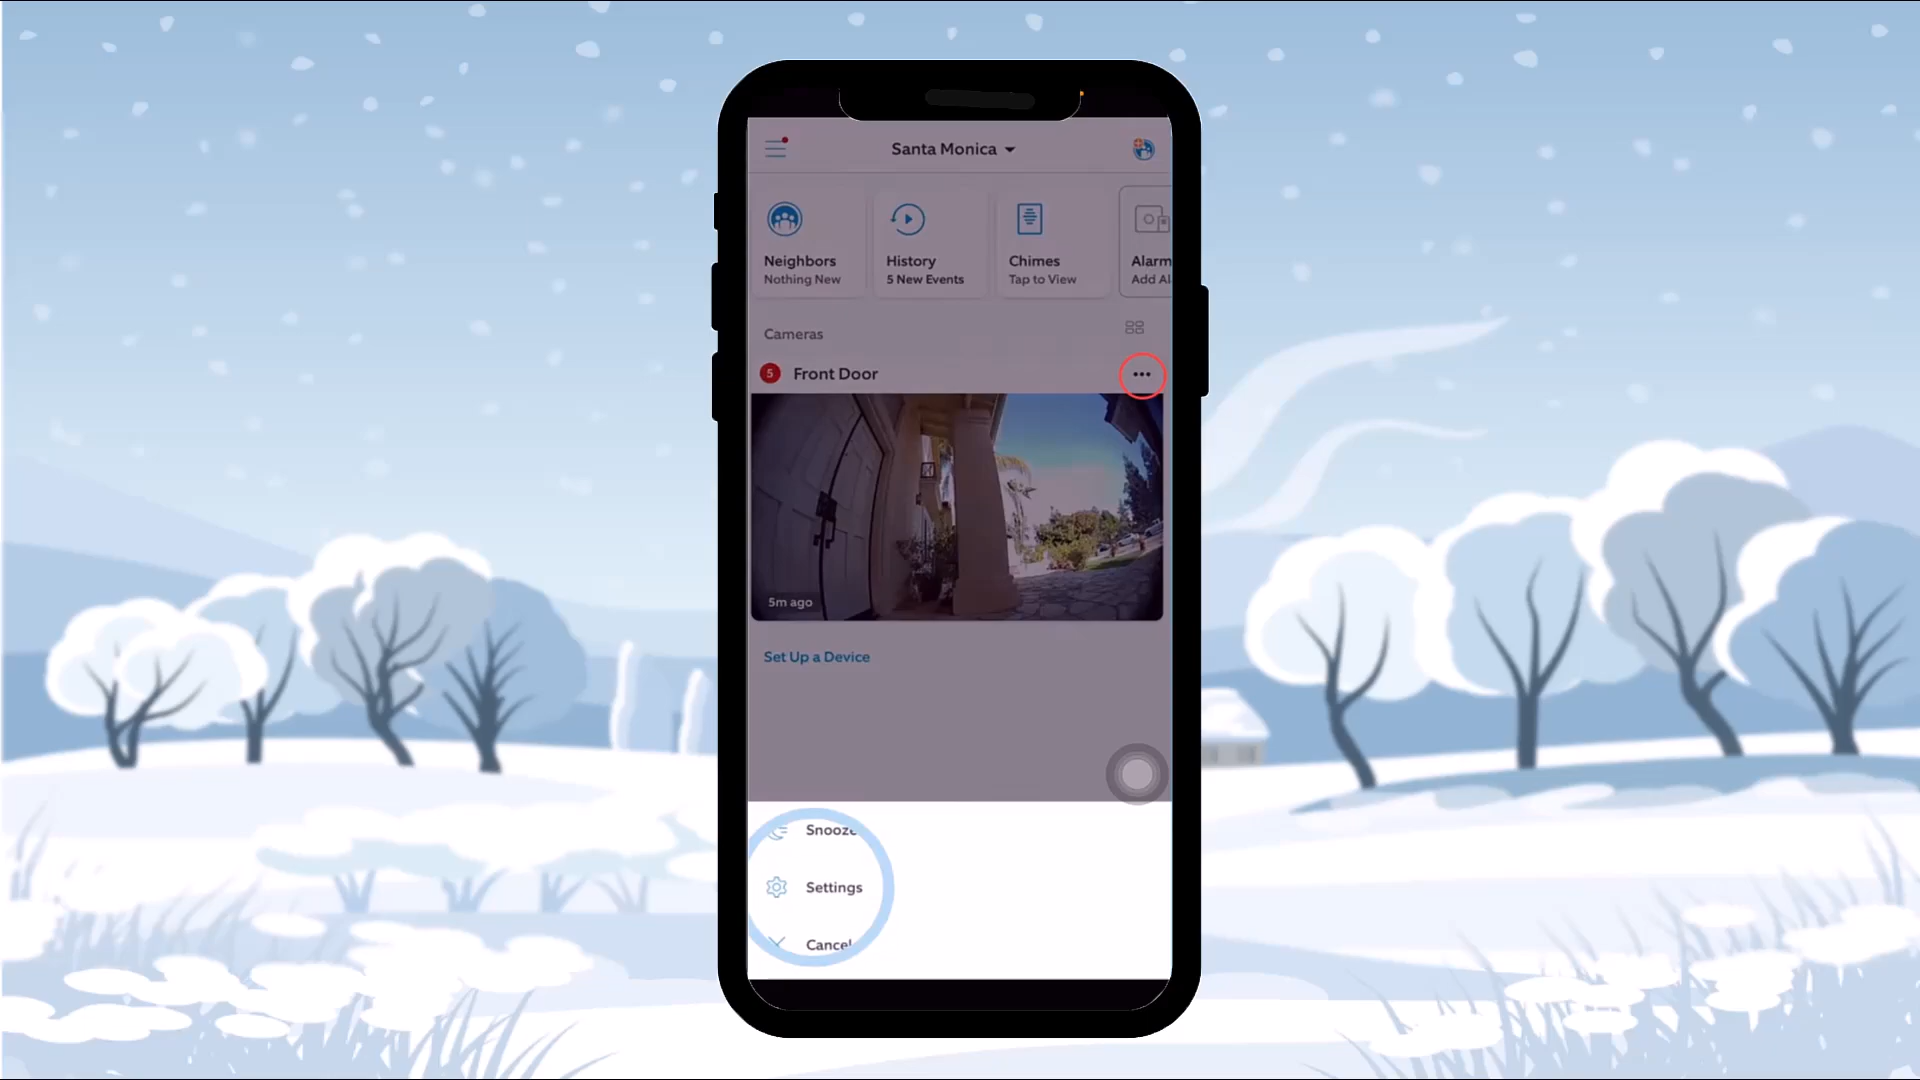 Santa Monica
Neighbors
Nothing New
History
5 New Events
Chimes
Tap to View
Alarm
Add Al
Cameras
5 Front Door
5m ago
Set Up a Device
Snooze
Settings
Cancel